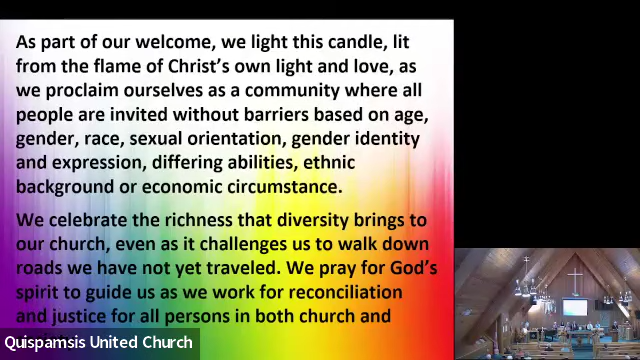 As part of our welcome, we light this candle, lit
from the flame of Christ's own light and love, as
we proclaim ourselves as a community where all
people are invited without barriers based on age,
gender, race, sexual orientation, gender identity
and expression, differing abilities, ethnic
background or economic circumstance.
We celebrate the richness that diversity brings to
our church, even as it challenges us to walk down
roads we have not yet traveled. We pray for God's
spirit to guide us as we work for reconciliation
and justice for all persons in both church and
Quispamsis United Church